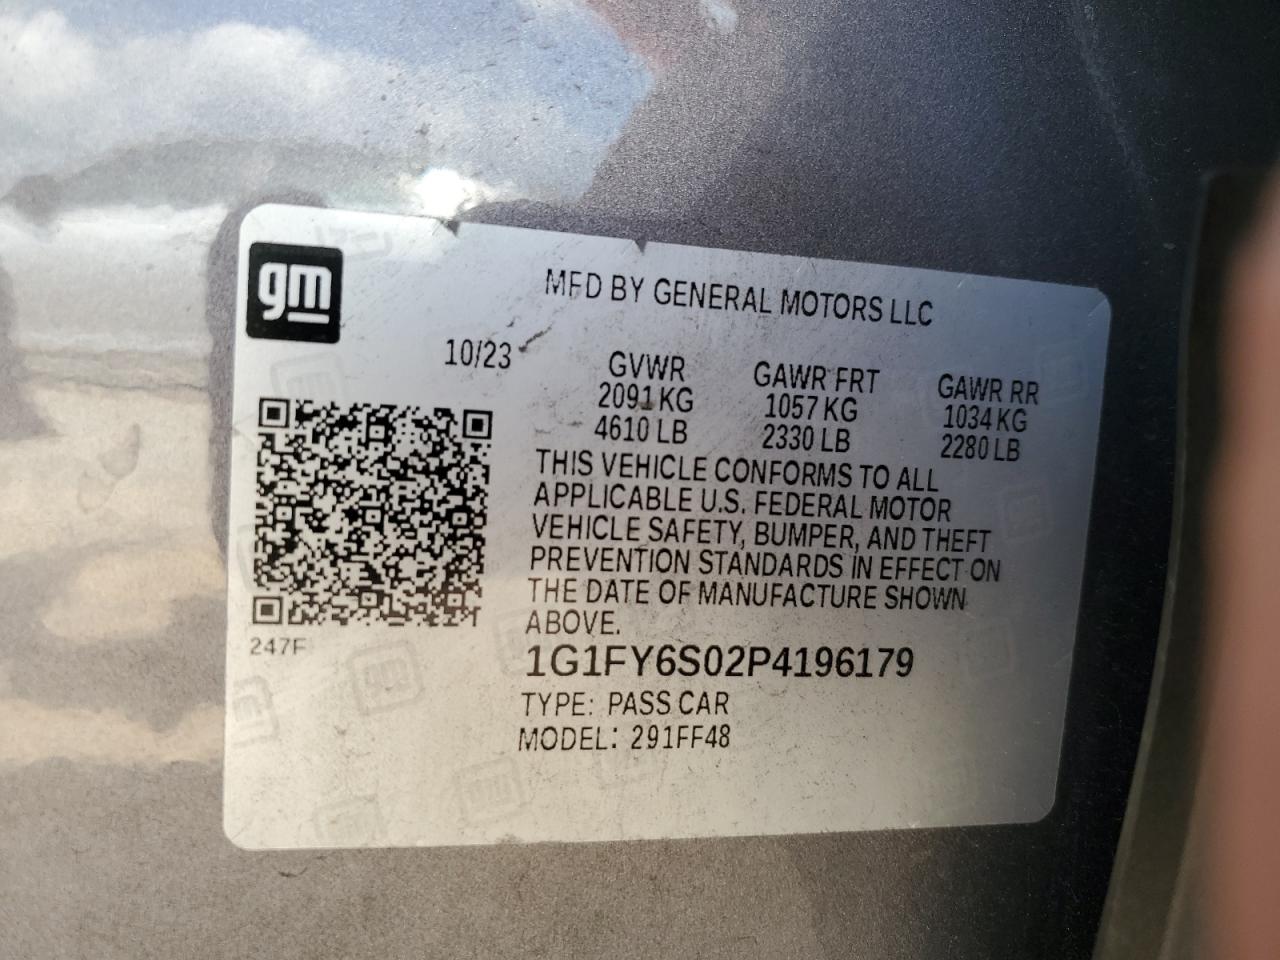 gm
MFD BY GENERAL MOTORS LLC
10/23
GVWR GAWR FRT GAWR RR
2091 KG 1057 KG 1034 KG
4610 LB 2330 LB 2280 LB
THIS VEHICLE CONFORMS TO ALL
APPLICABLE U.S. FEDERAL MOTOR
VEHICLE SAFETY, BUMPER, AND THEFT
PREVENTION STANDARDS IN EFFECT ON
THE DATE OF MANUFACTURE SHOWN
ABOVE.
247F
1G1FY6S02P4196179
TYPE: PASS CAR
MODEL: 291FF48